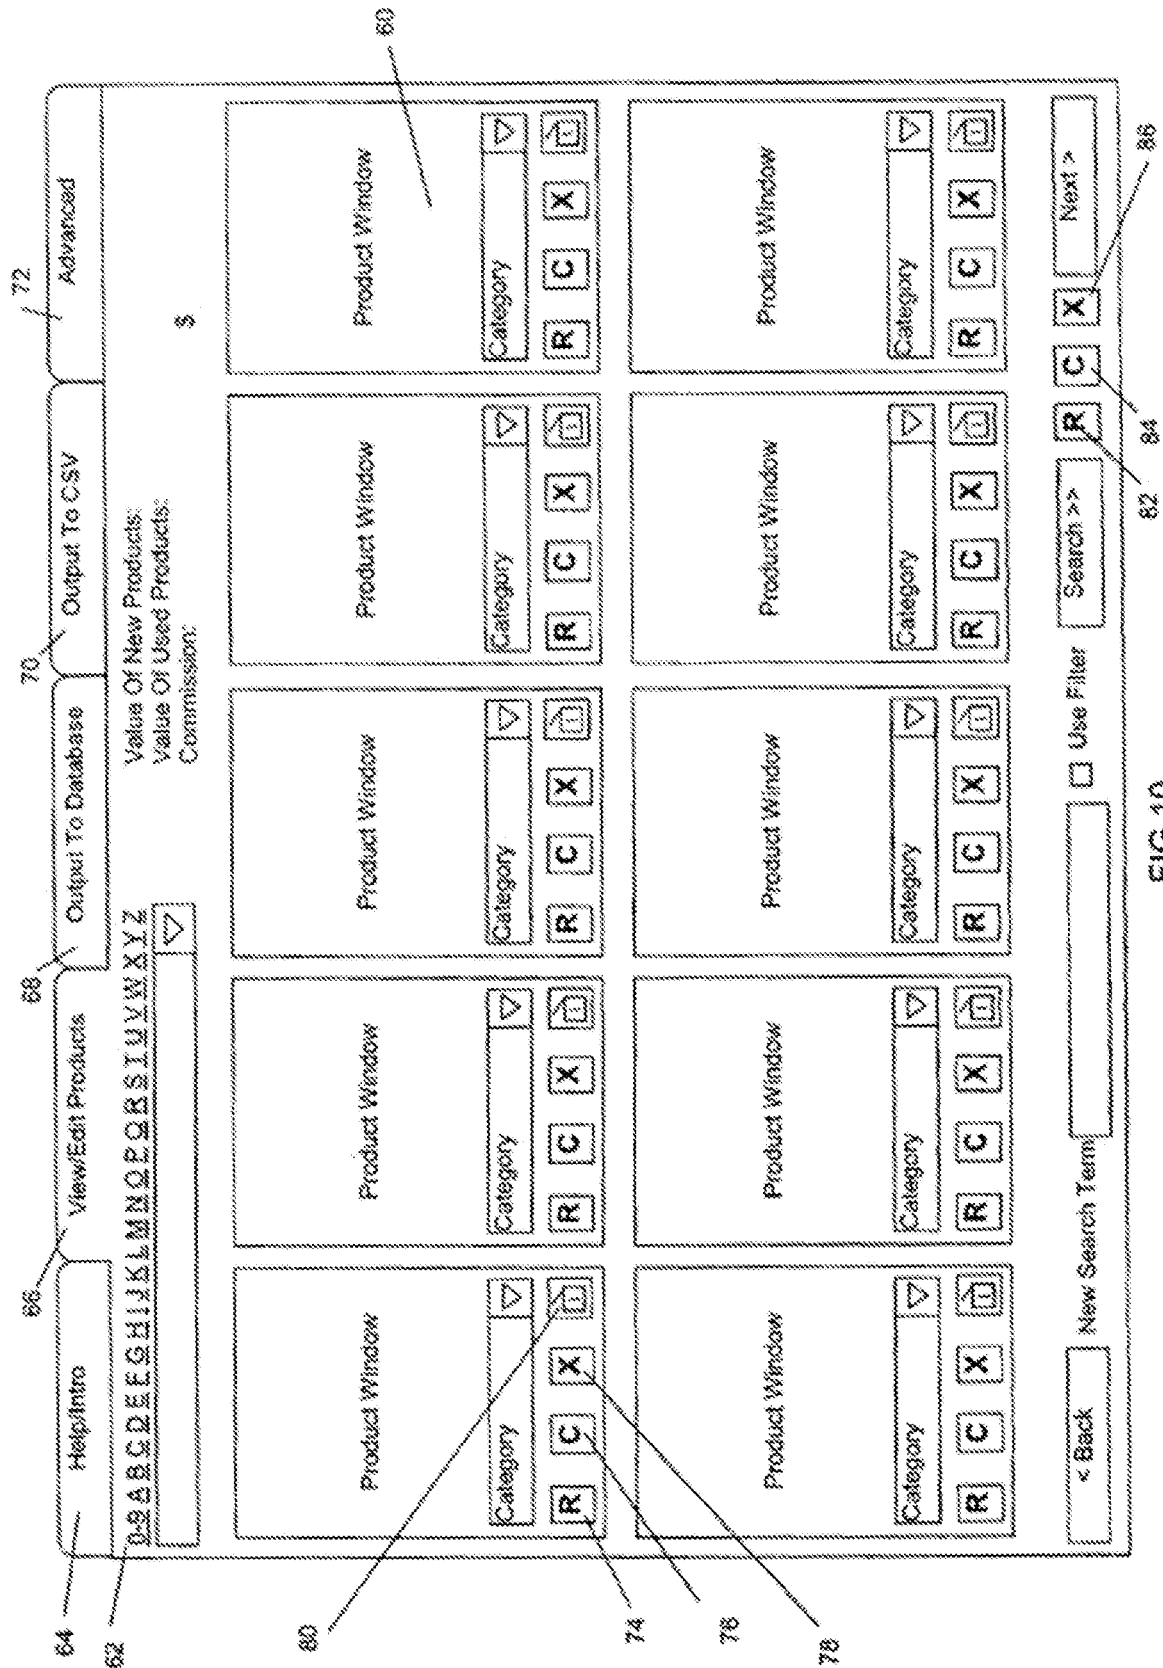 72
70
68
66
64
Help/Intro
View/Edit Products
Output To Database
Output To CSV
Advanced
62
0-9 A B C D E F G H I J K L M N O P Q R S T U V W X Y Z
Value Of New Products:
Value Of Used Products:
Commission:
$
60
Product Window
Product Window
Product Window
Product Window
Product Window
Category
Category
Category
Category
Category
R C X
R C X
R C X
R C X
R C X
80
Product Window
Product Window
Product Window
Product Window
Product Window
74
76
78
Category
Category
Category
Category
Category
R C X
R C X
R C X
R C X
R C X
< Back
New Search Term
Use Filter
Search >>
R C X
Next >
82
84
86
FIG 10